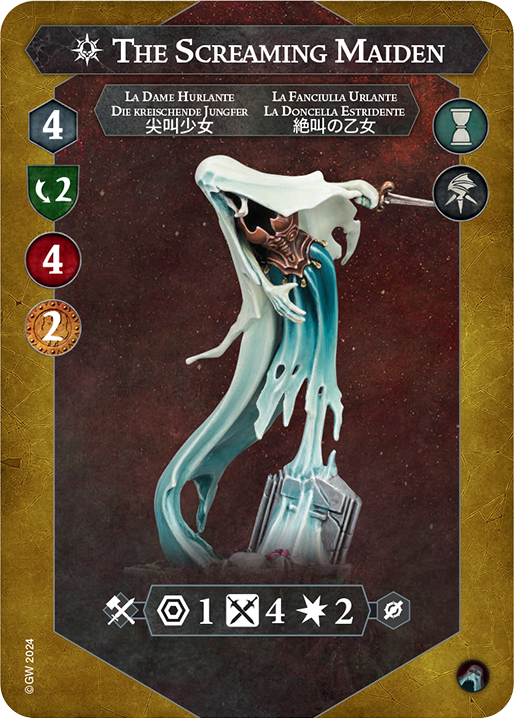 The Screaming Maiden
La Dame Hurlante
Die kreischende Jungfer
尖叫少女
La Fanciulla Urlante
La Doncella Estridente
絶叫の乙女
4
2
4
2
1 4 2
©GW 2024